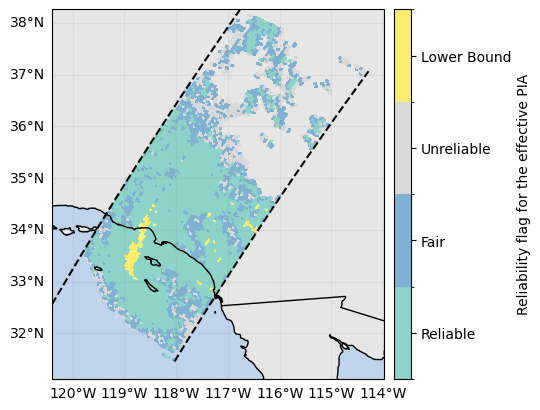 38°N
37°N
36°N
35°N
34°N
33°N
32°N
120°W 119°W 118°W 117°W 116°W 115°W 114°W
Lower Bound
Unreliable
Fair
Reliable
Reliability flag for the effective PIA